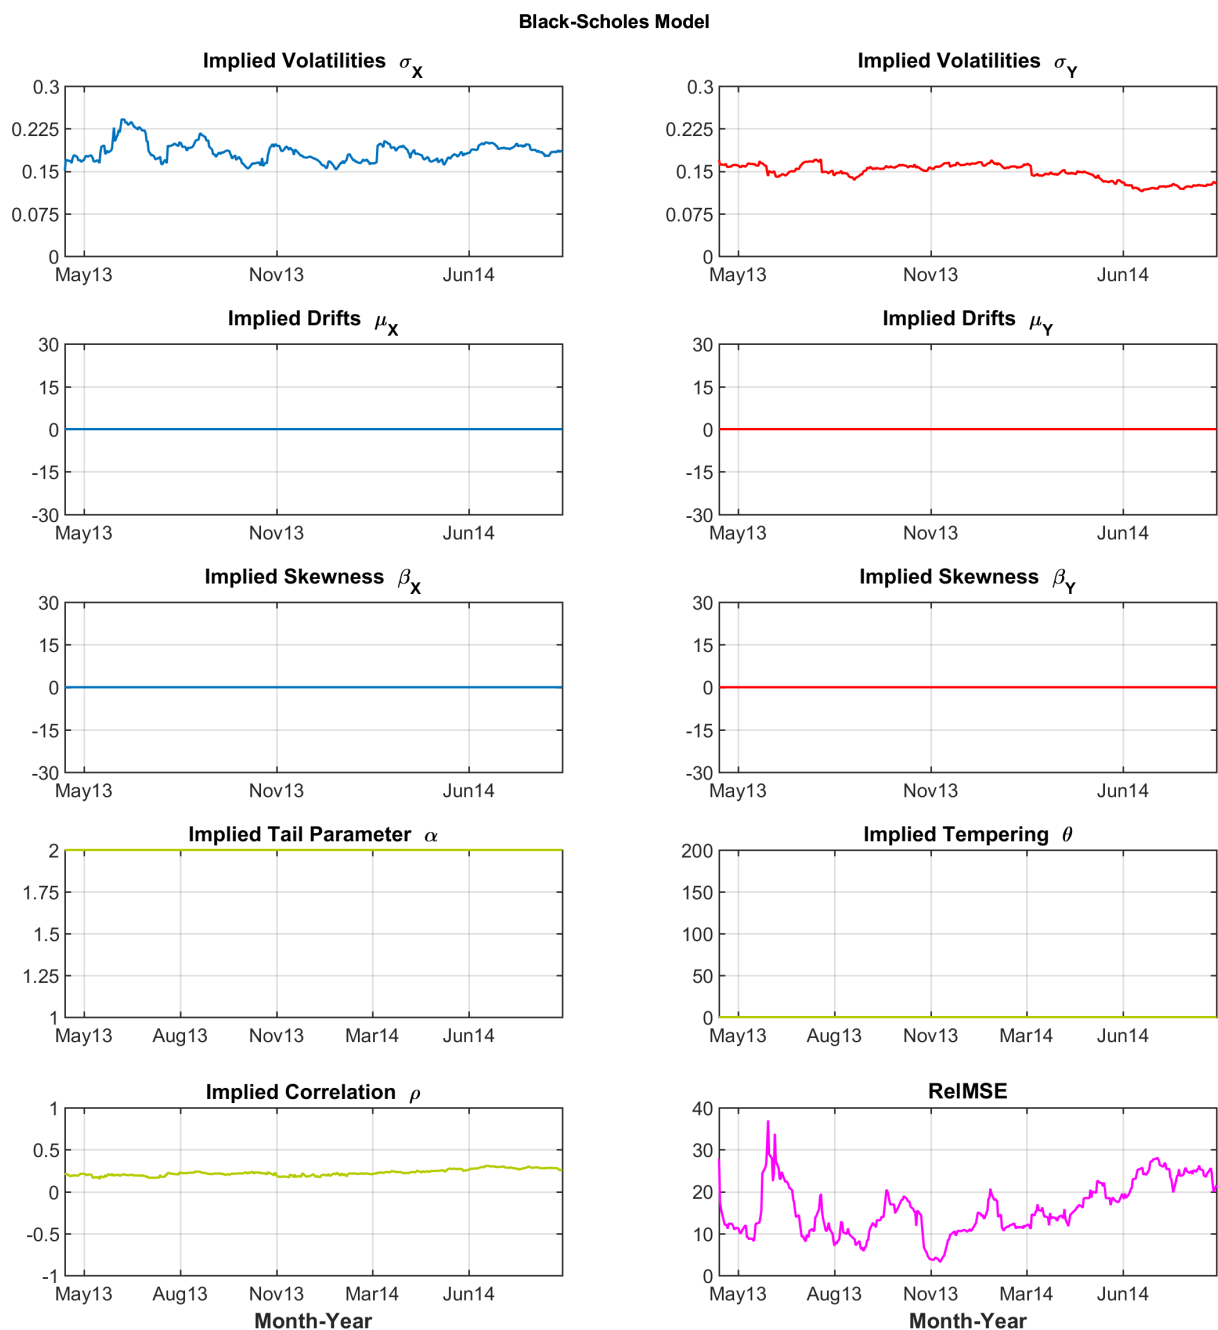 Black-Scholes Model
Implied Volatilities σX
0.3
0.225
0.15
0.075
0
May13 Nov13 Jun14
Implied Volatilities σY
0.3
0.225
0.15
0.075
0
May13 Nov13 Jun14
Implied Drifts μX
30
15
0
-15
-30
May13 Nov13 Jun14
Implied Drifts μY
30
15
0
-15
-30
May13 Nov13 Jun14
Implied Skewness βX
30
15
0
-15
-30
May13 Nov13 Jun14
Implied Skewness βY
30
15
0
-15
-30
May13 Nov13 Jun14
Implied Tail Parameter α
2
1.75
1.5
1.25
1
May13 Aug13 Nov13 Mar14 Jun14
Implied Tempering θ
200
150
100
50
0
May13 Aug13 Nov13 Mar14 Jun14
Implied Correlation ρ
1
0.5
0
-0.5
-1
May13 Aug13 Nov13 Mar14 Jun14
Month-Year
RelMSE
40
30
20
10
0
May13 Aug13 Nov13 Mar14 Jun14
Month-Year